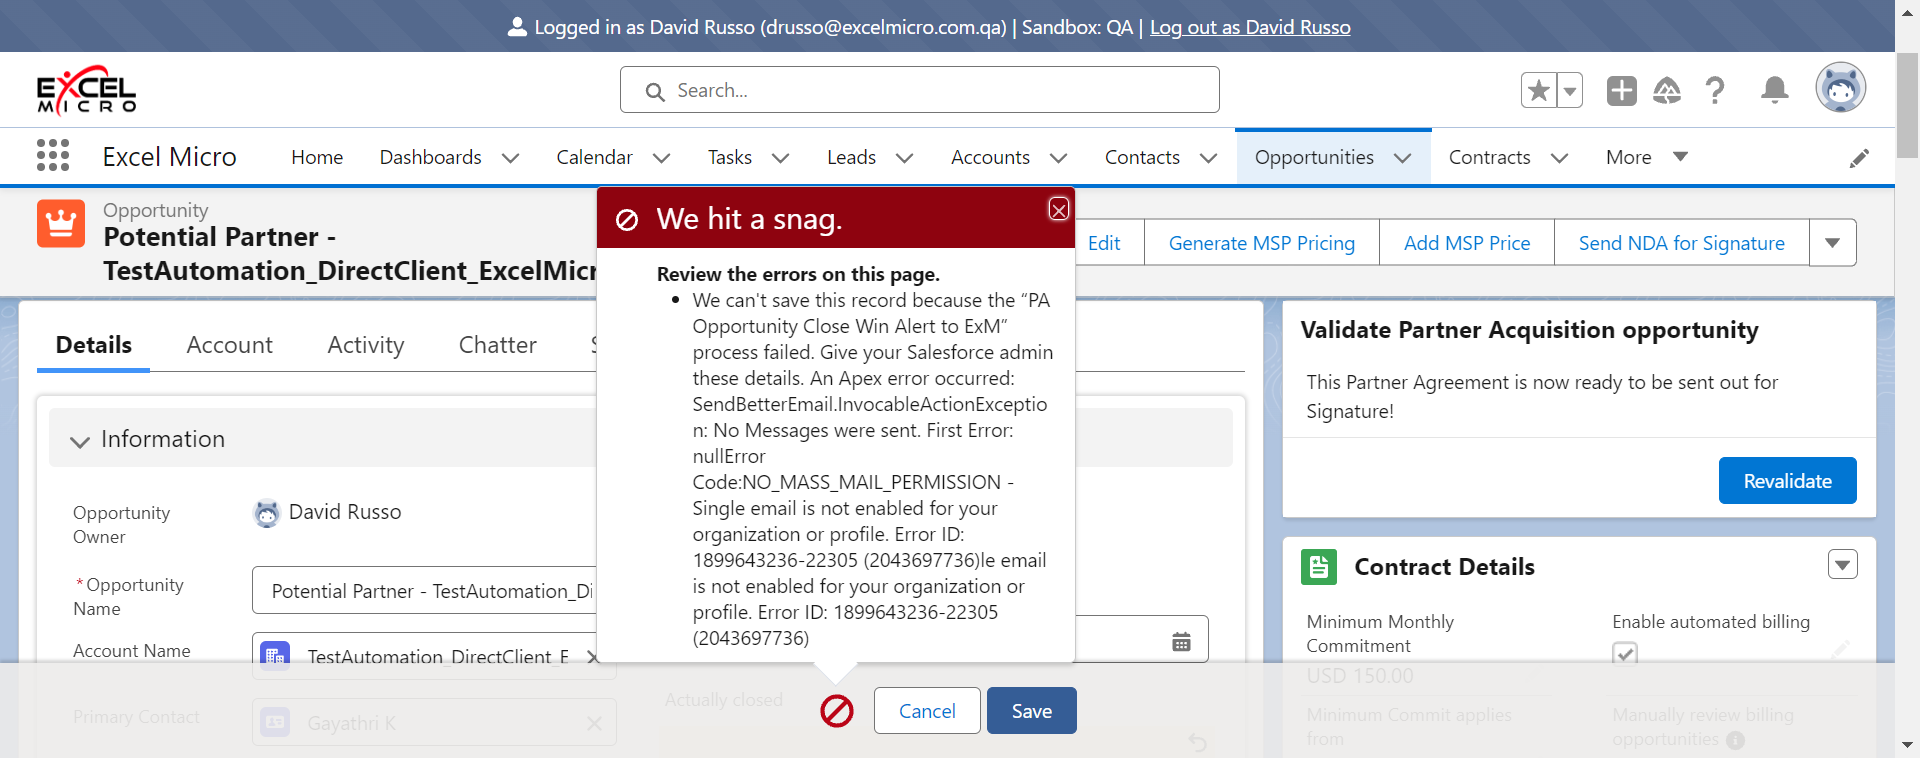 Logged in as David Russo (drusso@excelmicro.com.qa) | Sandbox: QA | Log out as David Russo
EXCEL
MICRO
Search...
Excel Micro
Home
Dashboards
Calendar
Tasks
Leads
Accounts
Contacts
Opportunities
Contracts
More
Opportunity
Potential Partner -
TestAutomation_DirectClient_ExcelMicr
Edit
Generate MSP Pricing
Add MSP Price
Send NDA for Signature
We hit a snag.
Review the errors on this page.
• We can't save this record because the “PA
Opportunity Close Win Alert to ExM”
process failed. Give your Salesforce admin
these details. An Apex error occurred:
SendBetterEmail.InvocableActionExceptio
n: No Messages were sent. First Error:
nullError
Code:NO_MASS_MAIL_PERMISSION -
Single email is not enabled for your
organization or profile. Error ID:
1899643236-22305 (2043697736)le email
is not enabled for your organization or
profile. Error ID: 1899643236-22305
(2043697736)
Details
Account
Activity
Chatter
Information
Opportunity
Owner
David Russo
*Opportunity
Name
Potential Partner - TestAutomation_Di
Account Name
TestAutomation_DirectClient_E
Primary Contact
Gayathri K
Actually closed
Cancel
Save
Validate Partner Acquisition opportunity
This Partner Agreement is now ready to be sent out for
Signature!
Revalidate
Contract Details
Minimum Monthly
Commitment
USD 150.00
Enable automated billing
Minimum Commit applies
from
Manually review billing
opportunities